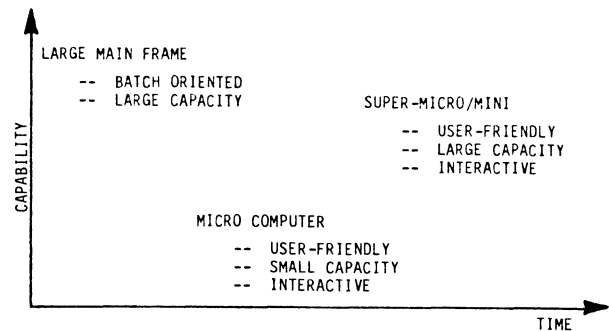 LARGE MAIN FRAME
-- BATCH ORIENTED
-- LARGE CAPACITY
SUPER-MICRO/MINI
-- USER-FRIENDLY
-- LARGE CAPACITY
-- INTERACTIVE
CAPABILITY
MICRO COMPUTER
-- USER-FRIENDLY
-- SMALL CAPACITY
-- INTERACTIVE
TIME